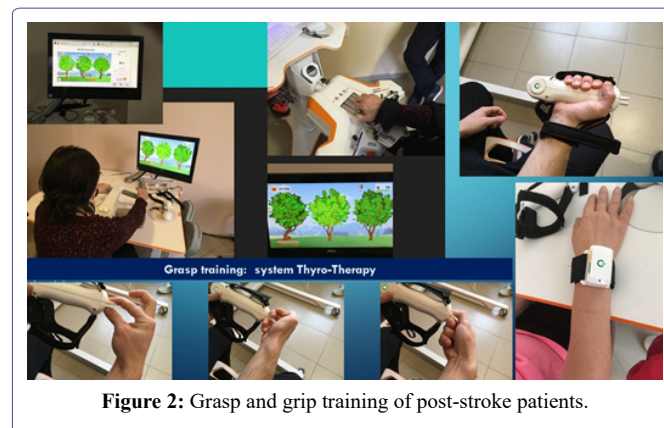 Grasp training: system Thyro-Therapy
Figure 2: Grasp and grip training of post-stroke patients.